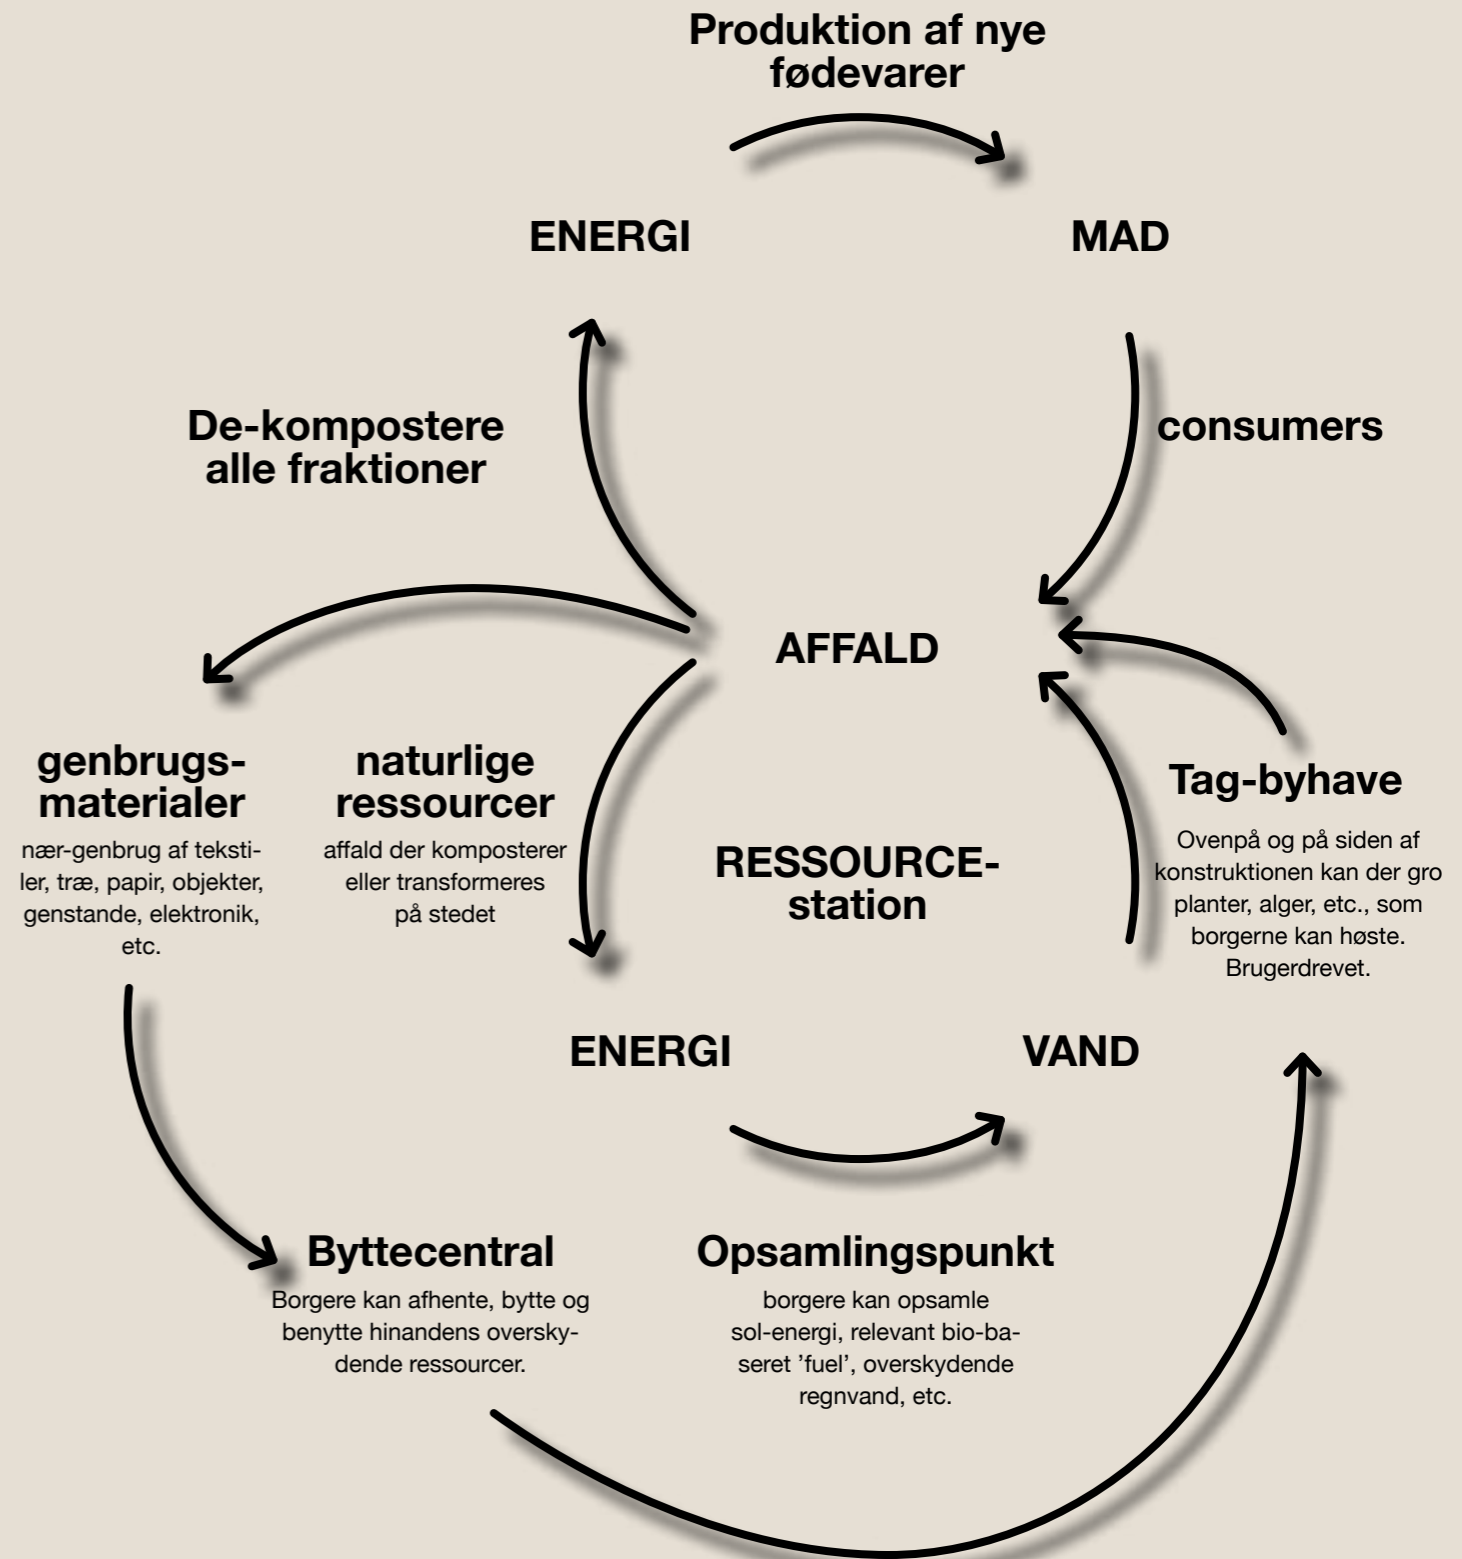 Produktion af nye
fødevarer
ENERGI
MAD
De-kompostere
alle fraktioner
consumers
AFFALD
genbrugs-
materialer
nær-genbrug af teksti-
ler, træ, papir, objekter,
genstande, elektronik,
etc.
naturlige
ressourcer
affald der komposterer
eller transformeres
på stedet
RESSOURCE-
station
Tag-byhave
Ovenpå og på siden af
konstruktionen kan der gro
planter, alger, etc., som
borgerne kan høste.
Brugerdrevet.
ENERGI
VAND
Byttecentral
Borgere kan afhente, bytte og
benytte hinandens oversky-
dende ressourcer.
Opsamlingspunkt
borgere kan opsamle
sol-energi, relevant bio-ba-
seret ’fuel’, overskydende
regnvand, etc.